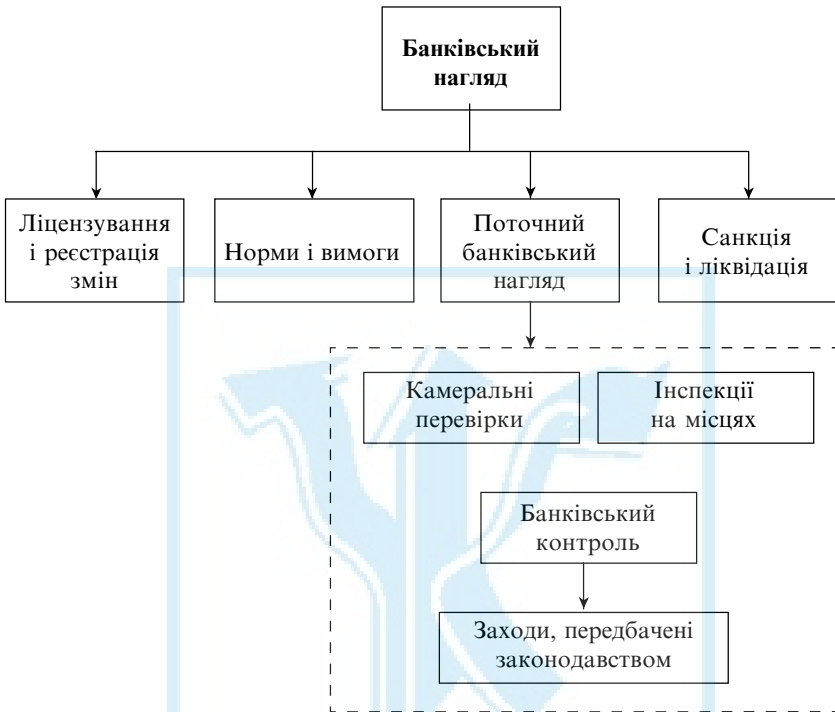 Банківський
нагляд
Ліцензування
і реєстрація
змін
Норми і вимоги
Поточний
банківський
нагляд
Санкція
і ліквідація
Камеральні
перевірки
Інспекції
на місцях
Банківський
контроль
Заходи, передбачені
законодавством